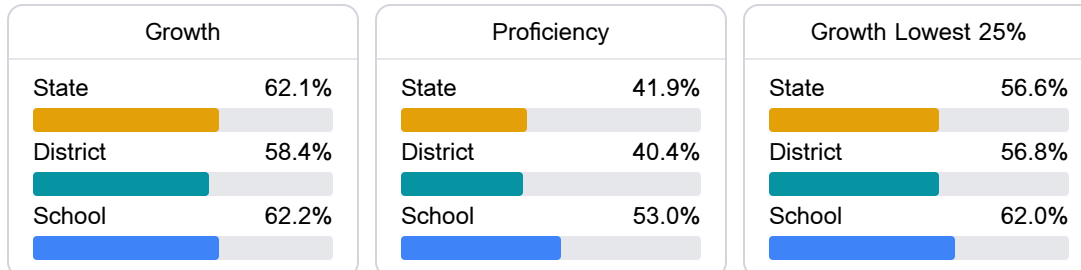 Growth
State 62.1%
District 58.4%
School 62.2%
Proficiency
State 41.9%
District 40.4%
School 53.0%
Growth Lowest 25%
State 56.6%
District 56.8%
School 62.0%